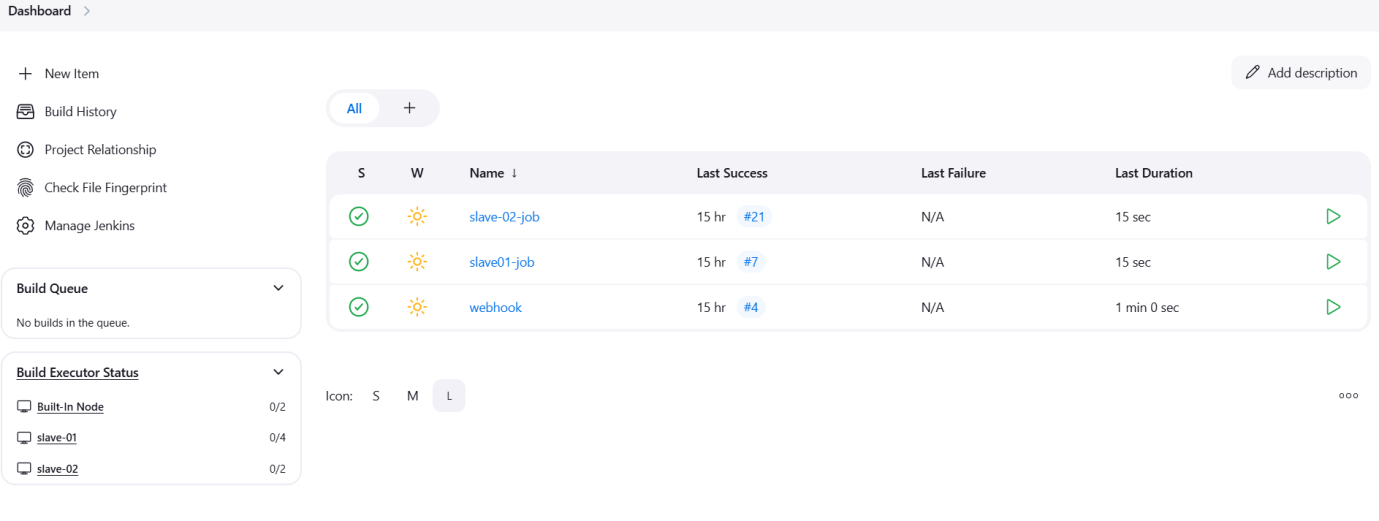 Dashboard
New Item
Build History
Project Relationship
Check File Fingerprint
Manage Jenkins
Build Queue
No builds in the queue.
Build Executor Status
Built-In Node 0/2
slave-01 0/4
slave-02 0/2
Add description
All +
S W Name ↓ Last Success Last Failure Last Duration
slave-02-job 15 hr #21 N/A 15 sec
slave01-job 15 hr #7 N/A 15 sec
webhook 15 hr #4 N/A 1 min 0 sec
Icon: S M L